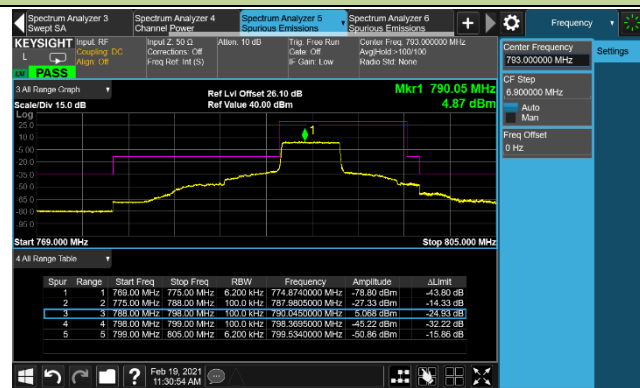 Spectrum Analyzer 3
Swept SA
Spectrum Analyzer 4
Channel Power
Spectrum Analyzer 5
Spurious Emissions
Spectrum Analyzer 6
Spurious Emissions
Frequency
KEYSIGHT
L
PASS
Input: RF
Coupling: DC
Align: Off
Input Z: 50 Ω
Corrections: Off
Freq Ref: Int (S)
Atten: 10 dB
Trig: Free Run
Gate: Off
IF Gain: Low
Center Freq: 793.000000 MHz
Avg|Hold:>100/100
Radio Std: None
Center Frequency
793.000000 MHz
Settings
CF Step
6.900000 MHz
Auto
Man
Freq Offset
0 Hz
3 All Range Graph
Scale/Div 15.0 dB
Ref Lvl Offset 26.10 dB
Ref Value 40.00 dBm
Mkr1 790.05 MHz
4.87 dBm
Log
25.0
10.0
-5.00
-20.0
-35.0
-50.0
-65.0
-80.0
-95.0
1
Start 769.000 MHz
Stop 805.000 MHz
4 All Range Table
Spur Range Start Freq Stop Freq RBW Frequency Amplitude ΔLimit
1 1 769.00 MHz 775.00 MHz 6.200 kHz 774.8740000 MHz -78.80 dBm -43.80 dB
2 2 775.00 MHz 788.00 MHz 100.0 kHz 787.9805000 MHz -27.33 dBm -14.33 dB
3 3 788.00 MHz 798.00 MHz 100.0 kHz 790.0450000 MHz 5.068 dBm -24.93 dB
4 4 798.00 MHz 799.00 MHz 100.0 kHz 798.3695000 MHz -45.22 dBm -32.22 dB
5 5 799.00 MHz 805.00 MHz 6.200 kHz 799.5340000 MHz -50.86 dBm -15.86 dB
?
Feb 19, 2021
11:30:54 AM